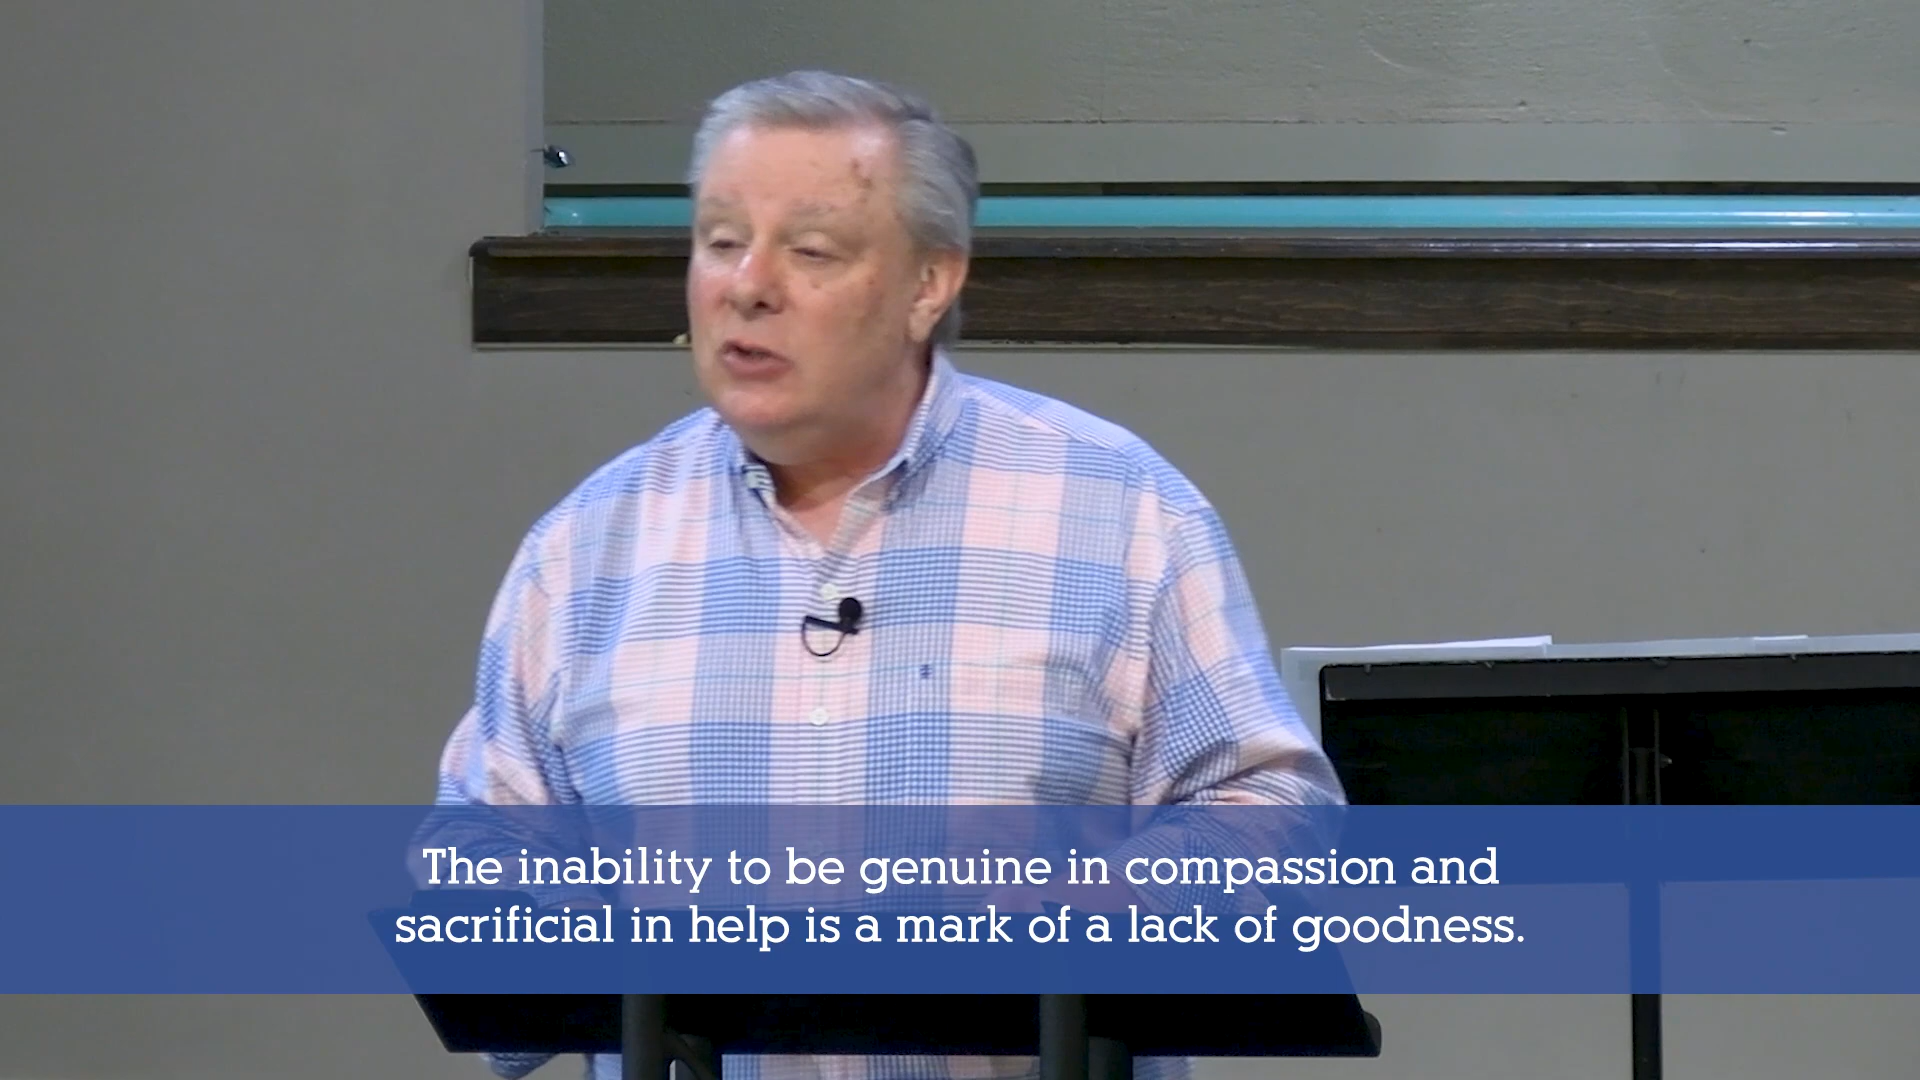 The inability to be genuine in compassion and
sacrificial in help is a mark of a lack of goodness.